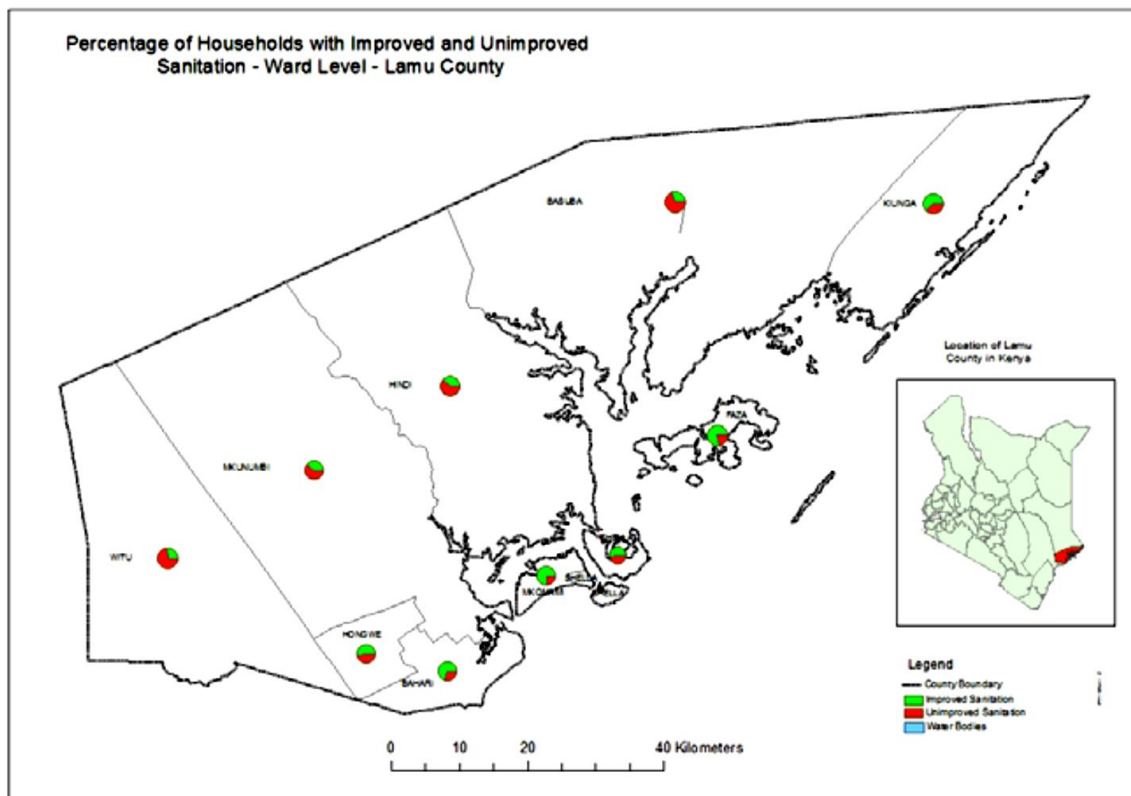 Percentage of Households with Improved and Unimproved
Sanitation - Ward Level - Lamu County
BASUBA
KIUNGA
Location of Lamu
County in Kenya
HINDI
FAZA
MKUNUMBI
WITU
SHELLA
MKOMANI
SHELLA
HONGWE
BAHARI
Legend
County Boundary
Improved Sanitation
Unimproved Sanitation
Water Bodies
0 10 20 40 Kilometers